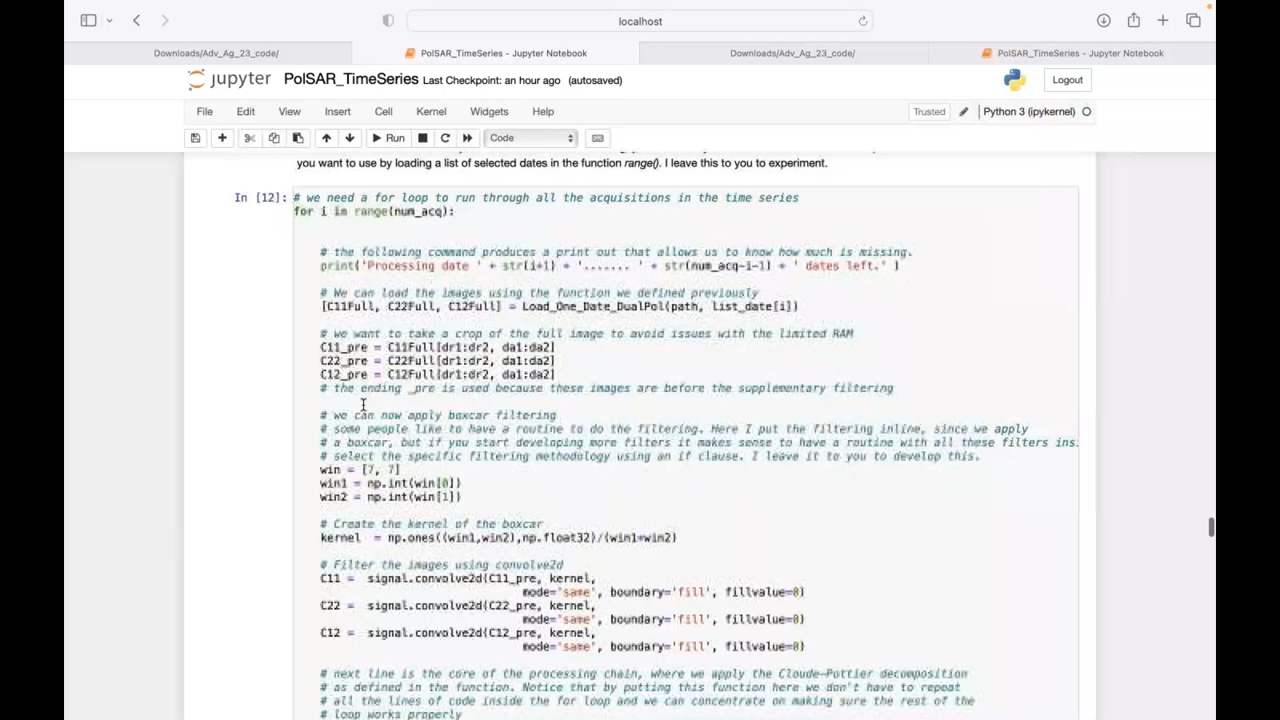 localhost
Downloads/Adv_Ag_23_code/
PolSAR_TimeSeries - Jupyter Notebook
Downloads/Adv_Ag_23_code/
PolSAR_TimeSeries - Jupyter Notebook
jupyter PolSAR_TimeSeries Last Checkpoint: an hour ago (autosaved)
Logout
File Edit View Insert Cell Kernel Widgets Help
Trusted Python 3 (ipykernel)
Run Code
you want to use by loading a list of selected dates in the function range(). I leave this to you to experiment.
In [12]: # we need a for loop to run through all the acquisitions in the time series
for i in range(num_acq):
# the following command produces a print out that allows us to know how much is missing.
print('Processing date ' + str(i+1) + '....... ' + str(num_acq-i-1) + ' dates left.' )
# We can load the images using the function we defined previously
[C11Full, C22Full, C12Full] = Load_One_Date_DualPol(path, list_date[i])
# we want to take a crop of the full image to avoid issues with the limited RAM
C11_pre = C11Full[dr1:dr2, da1:da2]
C22_pre = C22Full[dr1:dr2, da1:da2]
C12_pre = C12Full[dr1:dr2, da1:da2]
# the ending _pre is used because these images are before the supplementary filtering
# we can now apply boxcar filtering
# some people like to have a routine to do the filtering. Here I put the filtering inline, since we apply
# a boxcar, but if you start developing more filters it makes sense to have a routine with all these filters insi
# select the specific filtering methodology using an if clause. I leave it to you to develop this.
win = [7, 7]
win1 = np.int(win[0])
win2 = np.int(win[1])
# Create the kernel of the boxcar
kernel = np.ones((win1,win2),np.float32)/(win1*win2)
# Filter the images using convolve2d
C11 = signal.convolve2d(C11_pre, kernel,
mode='same', boundary='fill', fillvalue=0)
C22 = signal.convolve2d(C22_pre, kernel,
mode='same', boundary='fill', fillvalue=0)
C12 = signal.convolve2d(C12_pre, kernel,
mode='same', boundary='fill', fillvalue=0)
# next line is the core of the processing chain, where we apply the Cloude-Pottier decomposition
# as defined in the function. Notice that by putting this function here we don't have to repeat
# all the lines of code inside the for loop and we can concentrate on making sure the rest of the
# loop works properly